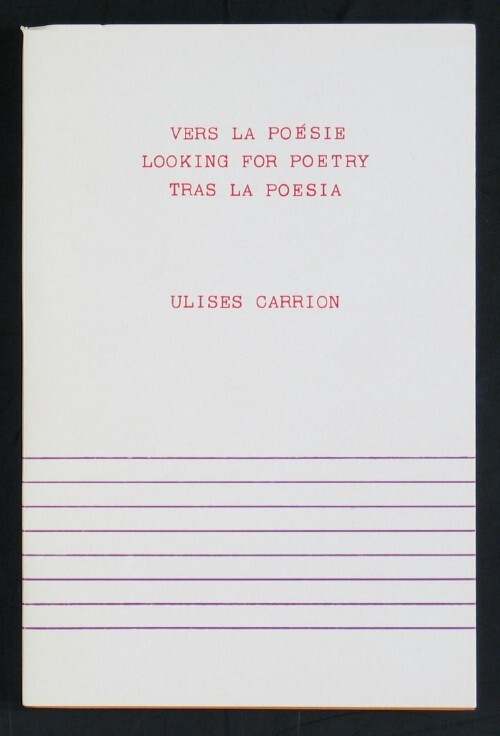 VERS LA POÉSIE
LOOKING FOR POETRY
TRAS LA POESIA
ULISES CARRION